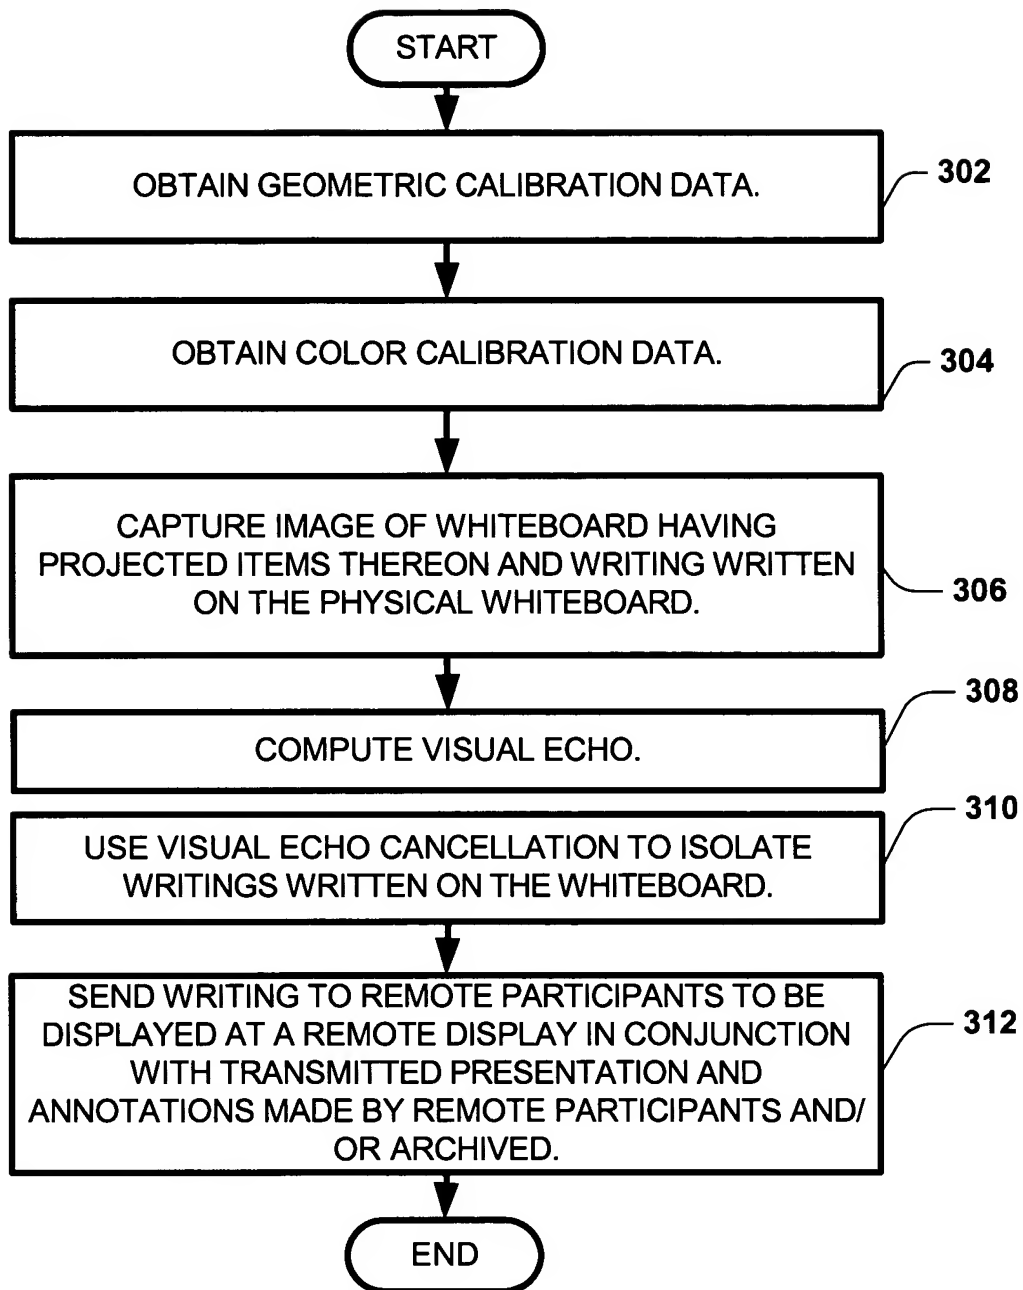 START
OBTAIN GEOMETRIC CALIBRATION DATA.
302
OBTAIN COLOR CALIBRATION DATA.
304
CAPTURE IMAGE OF WHITEBOARD HAVING
PROJECTED ITEMS THEREON AND WRITING WRITTEN
ON THE PHYSICAL WHITEBOARD.
306
308
COMPUTE VISUAL ECHO.
310
USE VISUAL ECHO CANCELLATION TO ISOLATE
WRITINGS WRITTEN ON THE WHITEBOARD.
SEND WRITING TO REMOTE PARTICIPANTS TO BE
DISPLAYED AT A REMOTE DISPLAY IN CONJUNCTION
WITH TRANSMITTED PRESENTATION AND
ANNOTATIONS MADE BY REMOTE PARTICIPANTS AND/
OR ARCHIVED.
312
END